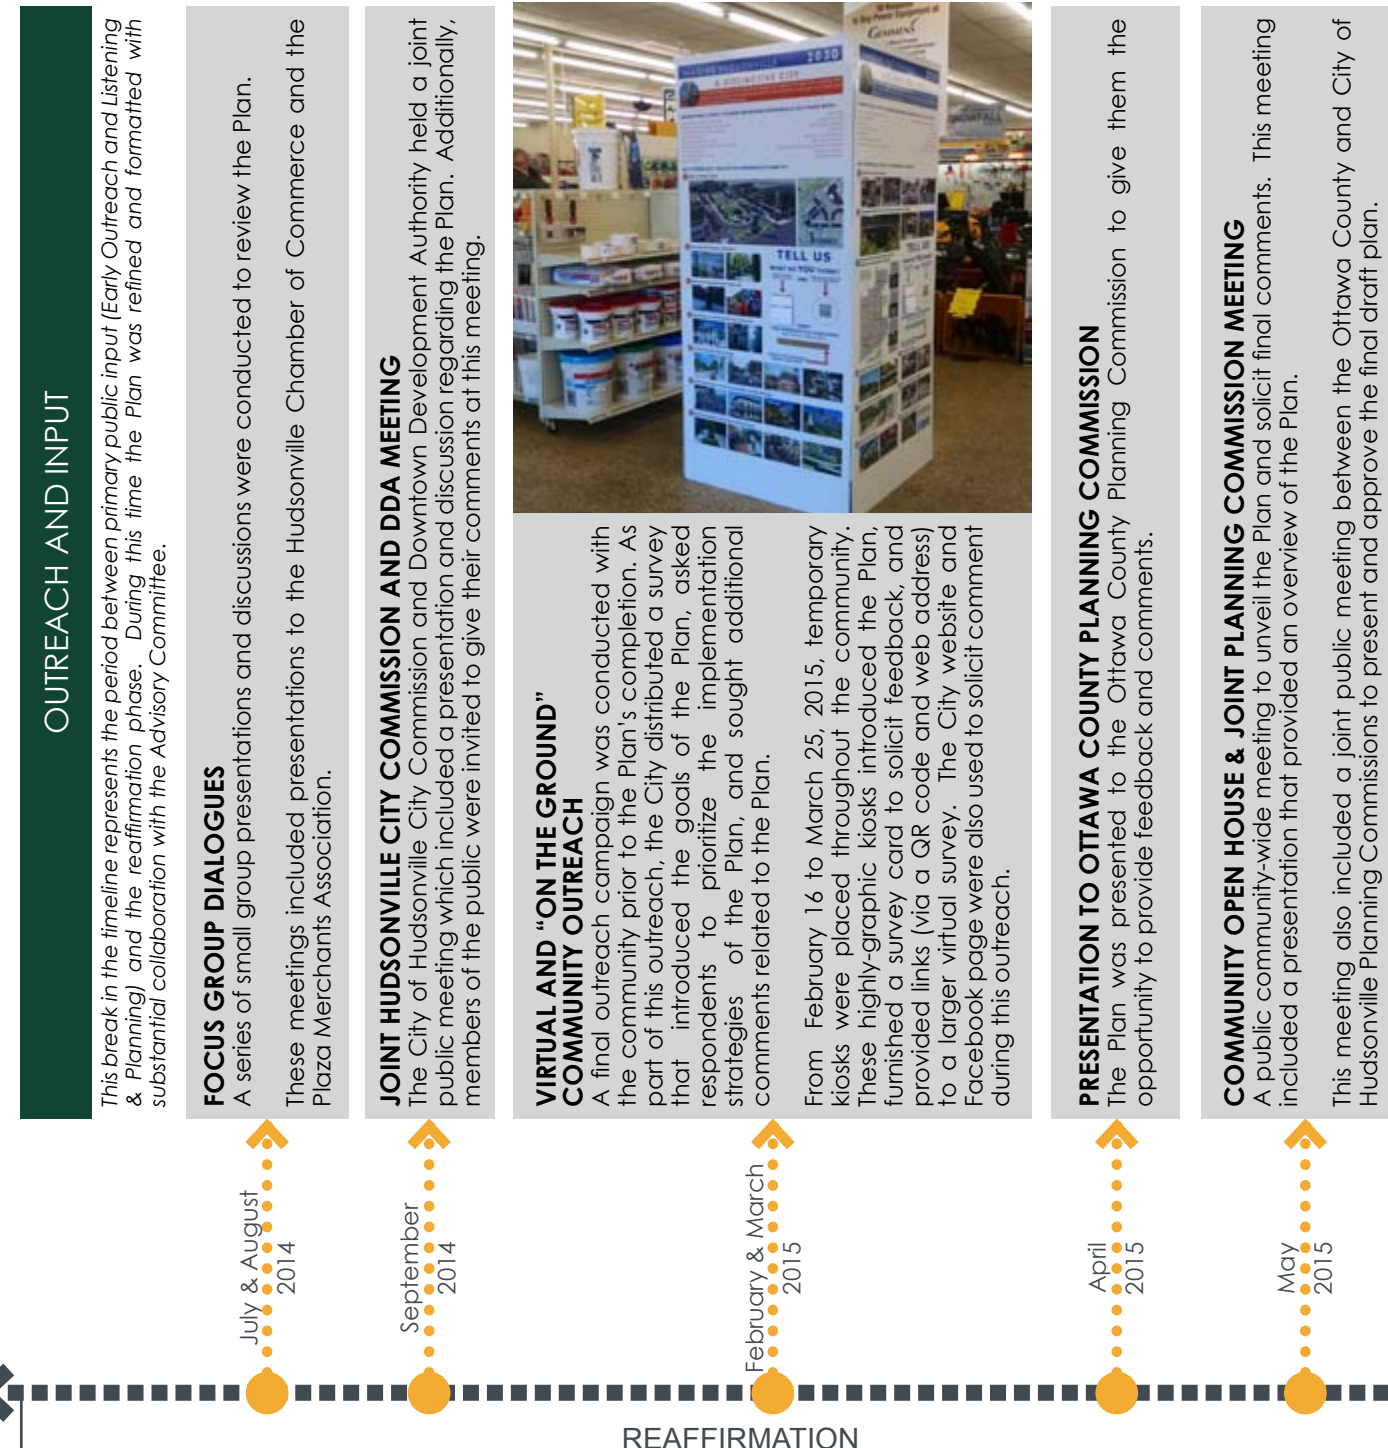 OUTREACH AND INPUT
This break in the timeline represents the period between primary public input (Early Outreach and Listening
& Planning) and the reaffirmation phase. During this time the Plan was refined and formatted with
substantial collaboration with the Advisory Committee.
July & August
2014
FOCUS GROUP DIALOGUES
A series of small group presentations and discussions were conducted to review the Plan.
These meetings included presentations to the Hudsonville Chamber of Commerce and the
Plaza Merchants Association.
September
2014
JOINT HUDSONVILLE CITY COMMISSION AND DDA MEETING
The City of Hudsonville City Commission and Downtown Development Authority held a joint
public meeting which included a presentation and discussion regarding the Plan. Additionally,
members of the public were invited to give their comments at this meeting.
February & March
2015
VIRTUAL AND “ON THE GROUND”
COMMUNITY OUTREACH
A final outreach campaign was conducted with
the community prior to the Plan’s completion. As
part of this outreach, the City distributed a survey
that introduced the goals of the Plan, asked
respondents to prioritize the implementation
strategies of the Plan, and sought additional
comments related to the Plan.
From February 16 to March 25, 2015, temporary
kiosks were placed throughout the community.
These highly-graphic kiosks introduced the Plan,
furnished a survey card to solicit feedback, and
provided links (via a QR code and web address)
to a larger virtual survey. The City website and
Facebook page were also used to solicit comment
during this outreach.
2030
TELL US
WHAT DO YOU THINK?
April
2015
PRESENTATION TO OTTAWA COUNTY PLANNING COMMISSION
The Plan was presented to the Ottawa County Planning Commission to give them the
opportunity to provide feedback and comments.
May
2015
COMMUNITY OPEN HOUSE & JOINT PLANNING COMMISSION MEETING
A public community-wide meeting to unveil the Plan and solicit final comments. This meeting
included a presentation that provided an overview of the Plan.
This meeting also included a joint public meeting between the Ottawa County and City of
Hudsonville Planning Commissions to present and approve the final draft plan.
REAFFIRMATION